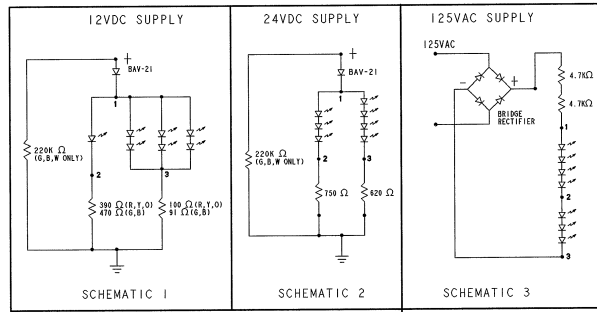 12VDC SUPPLY
+
BAV-21
1
220K Ω
(G,B,W ONLY)
2
3
390 Ω(R,Y,O)
470 Ω(G,B)
100 Ω(R,Y,O)
91 Ω(G,B)
SCHEMATIC 1
24VDC SUPPLY
+
BAV-21
1
220K Ω
(G,B,W ONLY)
2
3
750 Ω
620 Ω
SCHEMATIC 2
125VAC SUPPLY
125VAC
-
+
BRIDGE
RECTIFIER
4.7KΩ
4.7KΩ
1
2
3
SCHEMATIC 3